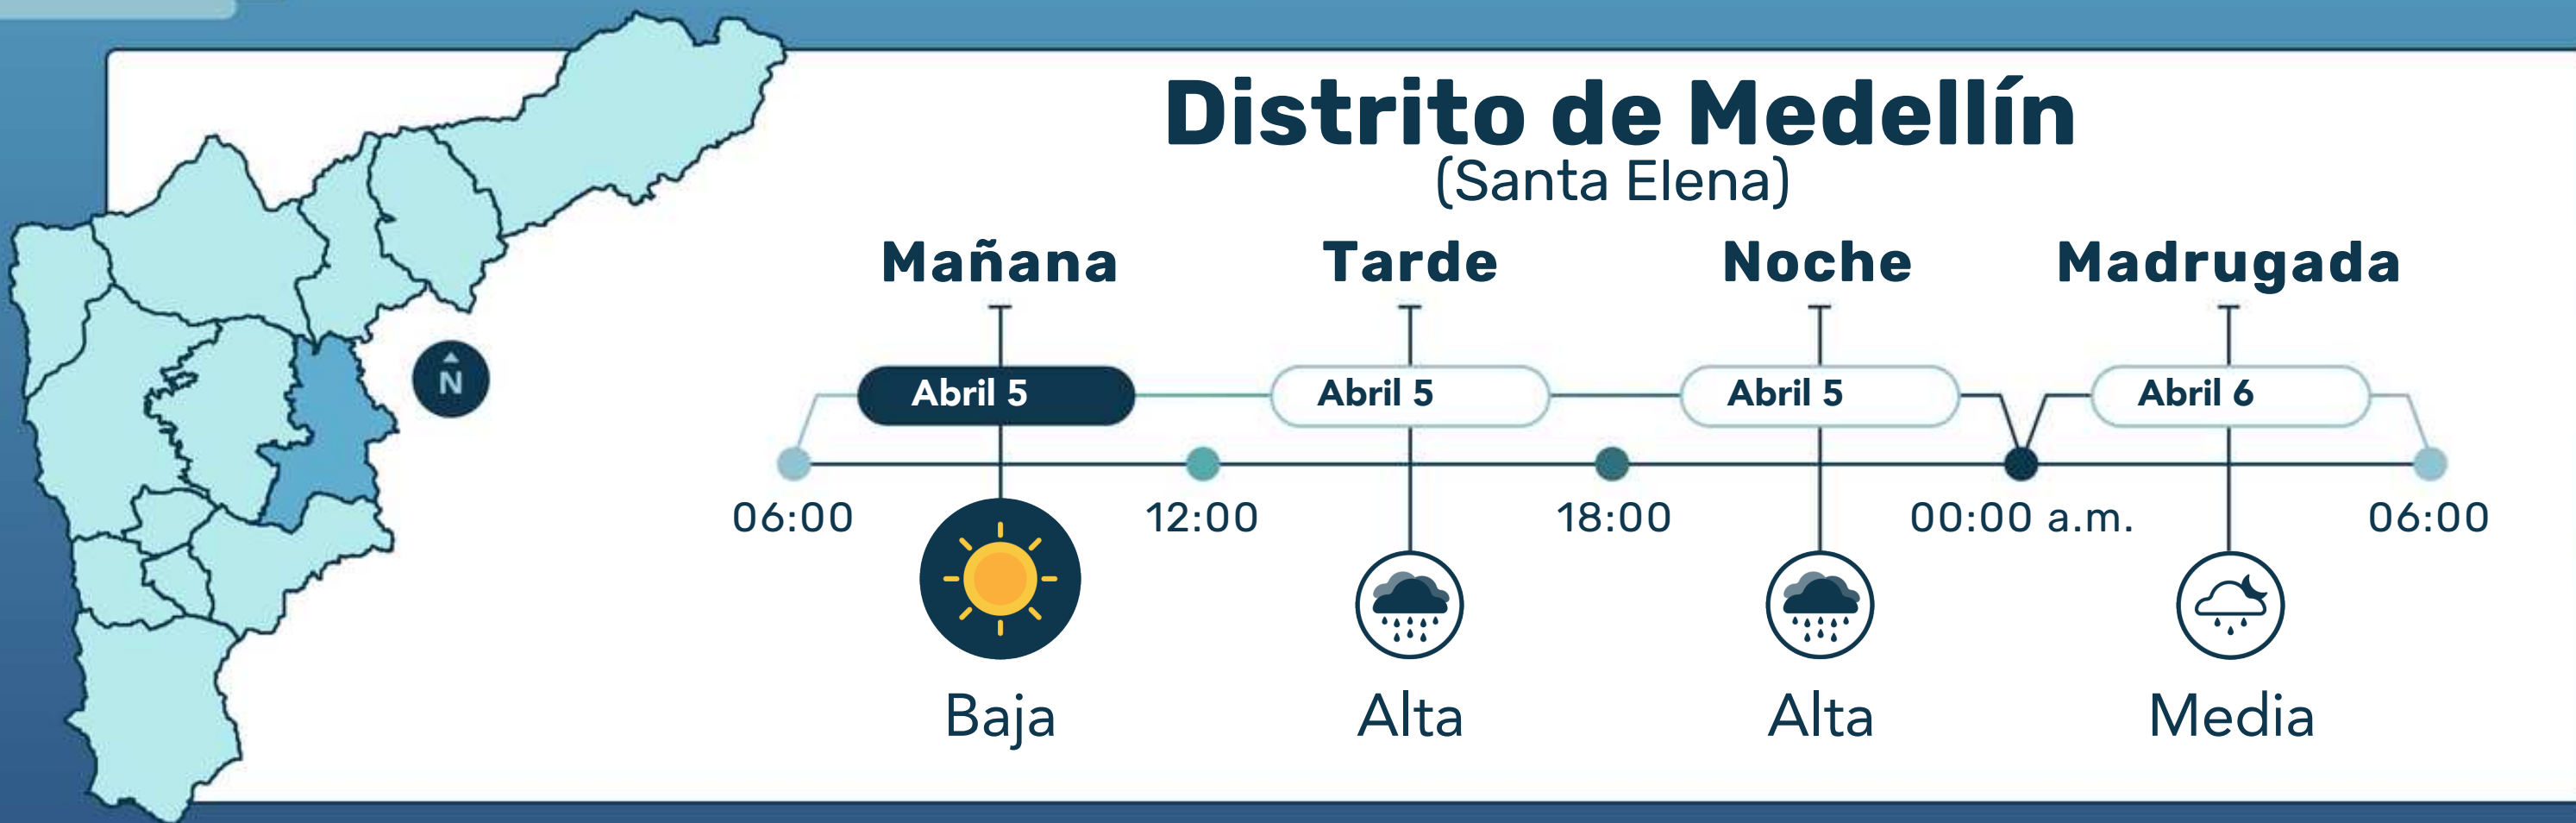 Distrito de Medellín
(Santa Elena)
Mañana Tarde Noche Madrugada
Abril 5 Abril 5 Abril 5 Abril 6
N
06:00 12:00 18:00 00:00 a.m. 06:00
Baja Alta Alta Media